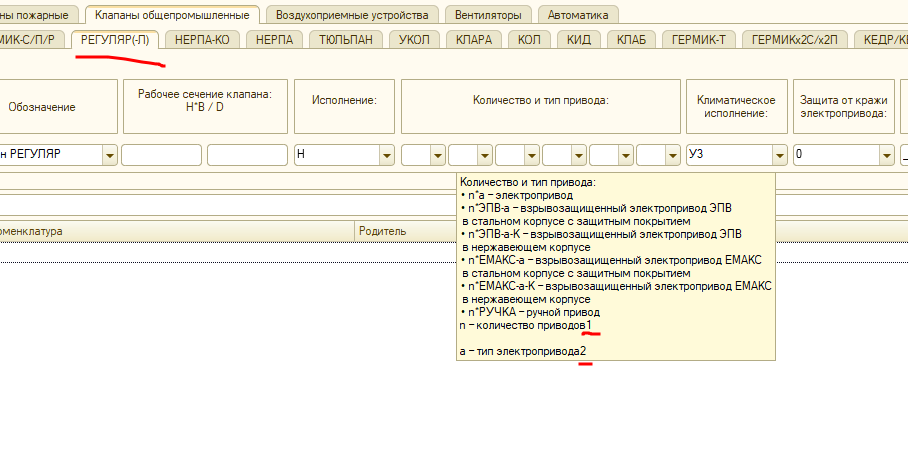 ны пожарные Клапаны общепромышленные Воздухоприемные устройства Вентиляторы Автоматика
МИК-С/П/Р РЕГУЛЯР(-Л) НЕРПА-КО НЕРПА ТЮЛЬПАН УКОЛ КЛАРА КОЛ КИД КЛАБ ГЕРМИК-Т ГЕРМИКх2С/х2П КЕДР/КЕ
Обозначение
Рабочее сечение клапана:
H*B / D
Исполнение:
Количество и тип привода:
Климатическое
исполнение:
Защита от кражи
электропривода:
н РЕГУЛЯР Н У3 0
Количество и тип привода:
• n*а – электропривод
• n*ЭПВ-а – взрывозащищенный электропривод ЭПВ
в стальном корпусе с защитным покрытием
• n*ЭПВ-а-К – взрывозащищенный электропривод ЭПВ
в нержавеющем корпусе
• n*ЕМАКС-а – взрывозащищенный электропривод ЕМАКС
в стальном корпусе с защитным покрытием
• n*ЕМАКС-а-К – взрывозащищенный электропривод ЕМАКС
в нержавеющем корпусе
• n*РУЧКА – ручной привод
n – количество приводов1
а – тип электропривода2
оменклатура Родитель